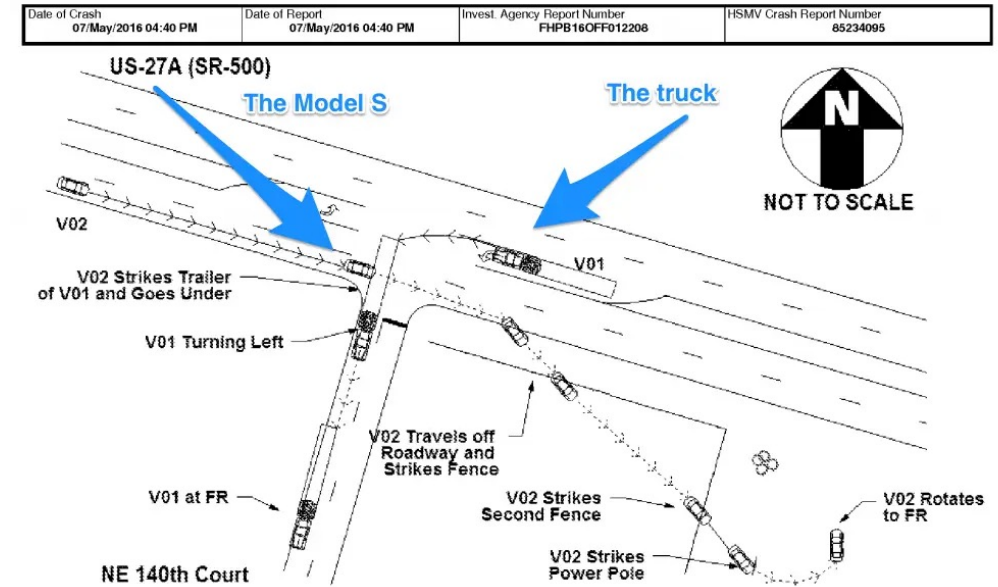 Date of Crash
07/May/2016 04:40 PM
Date of Report
07/May/2016 04:40 PM
Invest. Agency Report Number
FHPB16OFF012208
HSMV Crash Report Number
85234095
US-27A (SR-500)
The Model S
The truck
N
NOT TO SCALE
V02
V01
V02 Strikes Trailer
of V01 and Goes Under
V01 Turning Left
V02 Travels off
Roadway and
Strikes Fence
V01 at FR
V02 Strikes
Second Fence
V02 Rotates
to FR
V02 Strikes
Power Pole
NE 140th Court